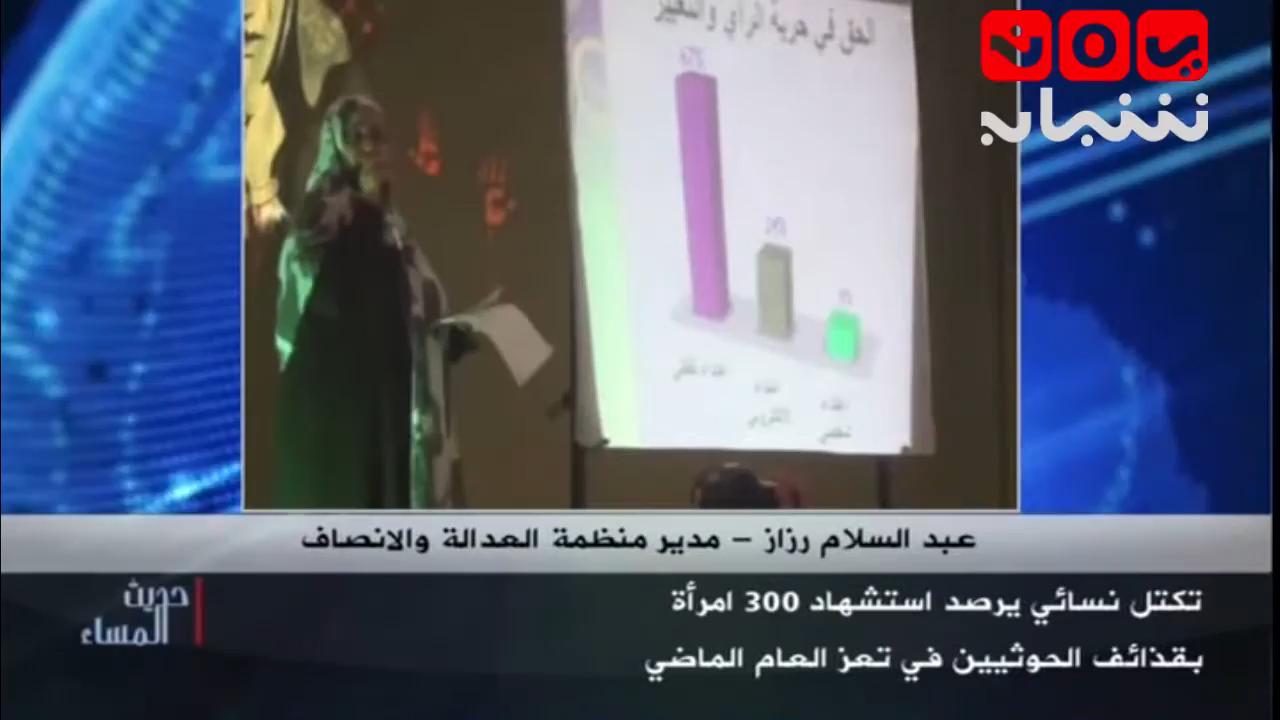 يمن
شباب
الحق في حرية الرأي والتعبير
67%
عبد السلام رزاز – مدير منظمة العدالة والانصاف
تكتل نسائي يرصد استشهاد 300 امرأة
بقذائف الحوثيين في تعز العام الماضي
حديث
المساء